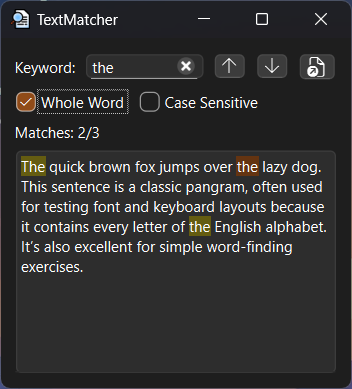 TextMatcher
Keyword: the
Whole Word Case Sensitive
Matches: 2/3
The quick brown fox jumps over the lazy dog.
This sentence is a classic pangram, often used
for testing font and keyboard layouts because
it contains every letter of the English alphabet.
It's also excellent for simple word-finding
exercises.